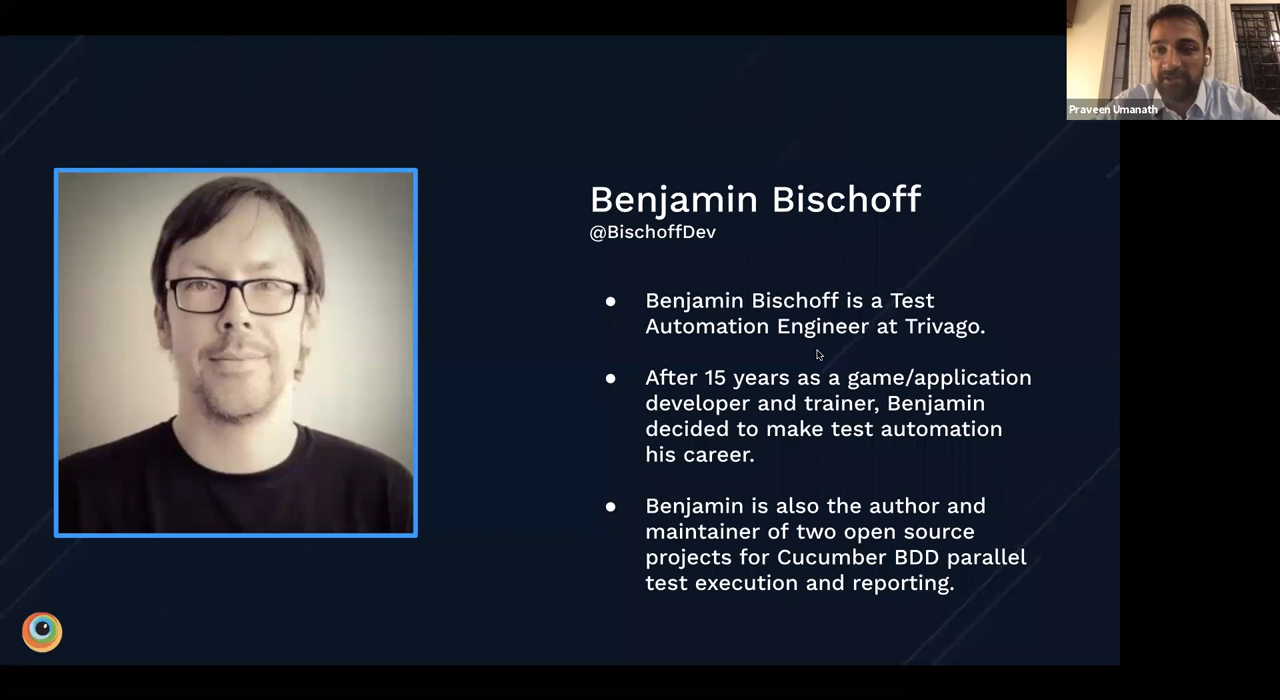 Praveen Umanath
Benjamin Bischoff
@BischoffDev
● Benjamin Bischoff is a Test
Automation Engineer at Trivago.
● After 15 years as a game/application
developer and trainer, Benjamin
decided to make test automation
his career.
● Benjamin is also the author and
maintainer of two open source
projects for Cucumber BDD parallel
test execution and reporting.